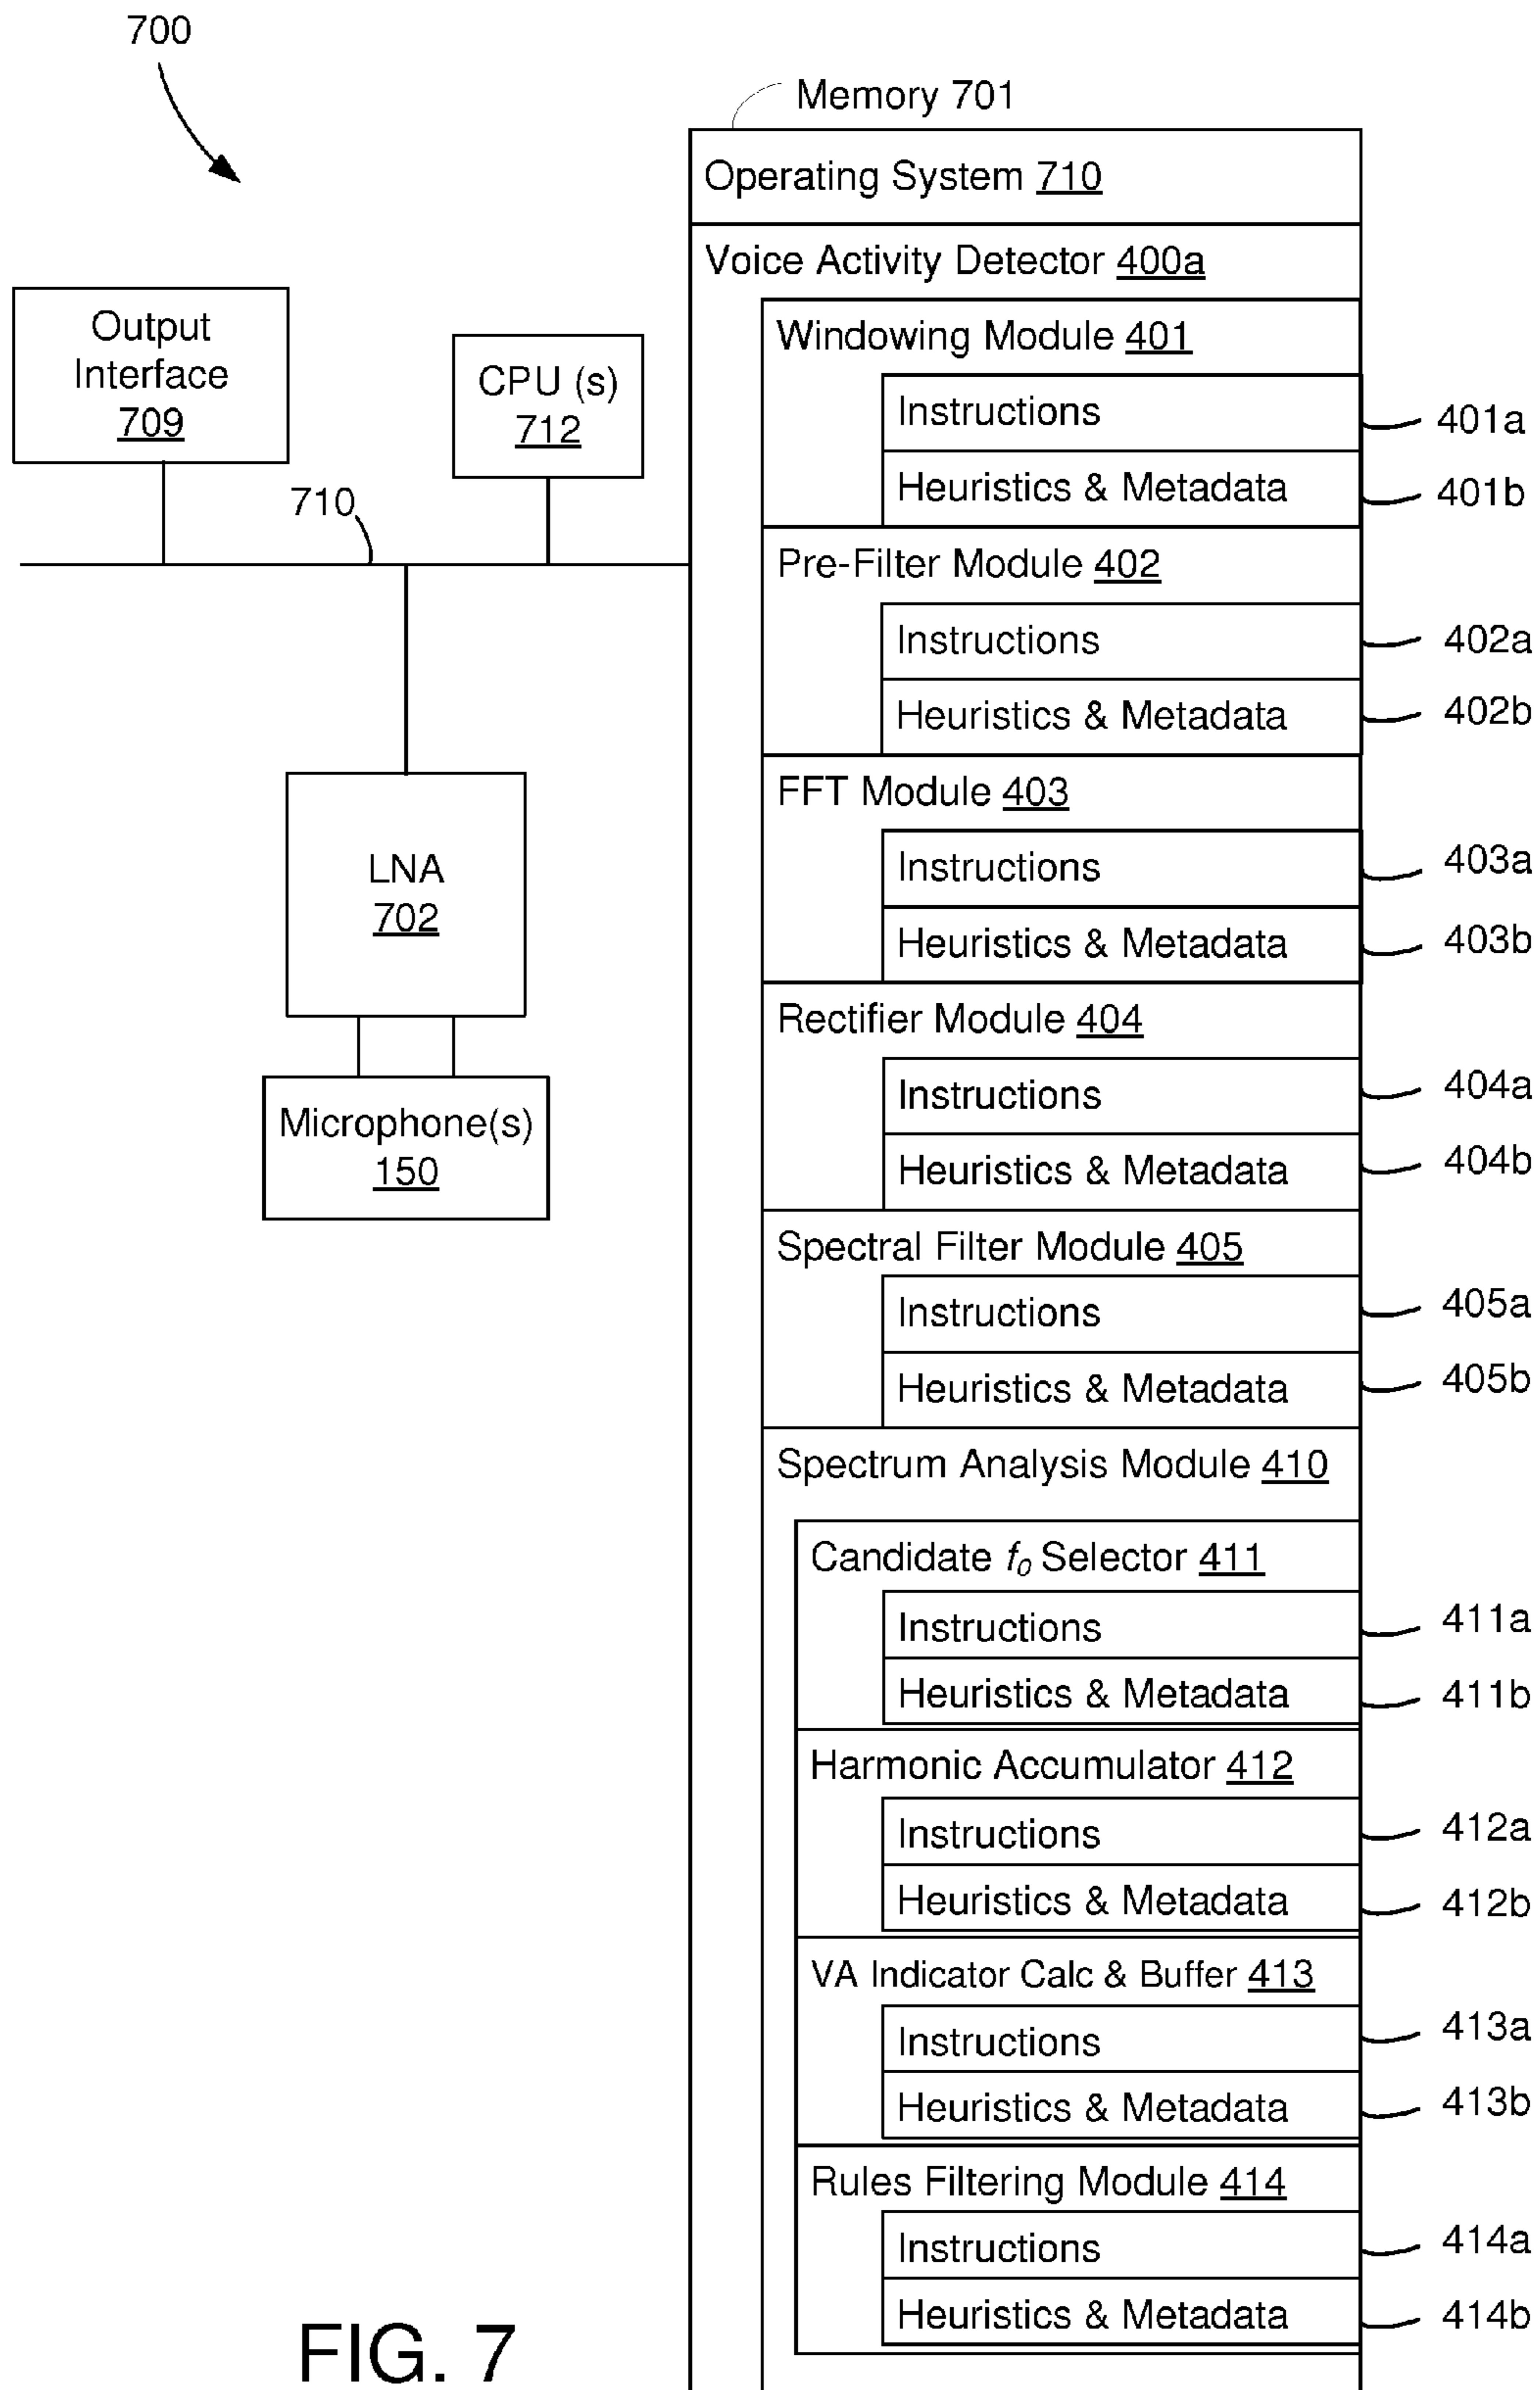 700
Memory 701
Operating System 710
Voice Activity Detector 400a
Output
Interface
709
CPU (s)
712
710
LNA
702
Microphone(s)
150
Windowing Module 401
Instructions
401a
Heuristics & Metadata
401b
Pre-Filter Module 402
Instructions
402a
Heuristics & Metadata
402b
FFT Module 403
Instructions
403a
Heuristics & Metadata
403b
Rectifier Module 404
Instructions
404a
Heuristics & Metadata
404b
Spectral Filter Module 405
Instructions
405a
Heuristics & Metadata
405b
Spectrum Analysis Module 410
Candidate f0 Selector 411
Instructions
411a
Heuristics & Metadata
411b
Harmonic Accumulator 412
Instructions
412a
Heuristics & Metadata
412b
VA Indicator Calc & Buffer 413
Instructions
413a
Heuristics & Metadata
413b
Rules Filtering Module 414
Instructions
414a
Heuristics & Metadata
414b
FIG. 7